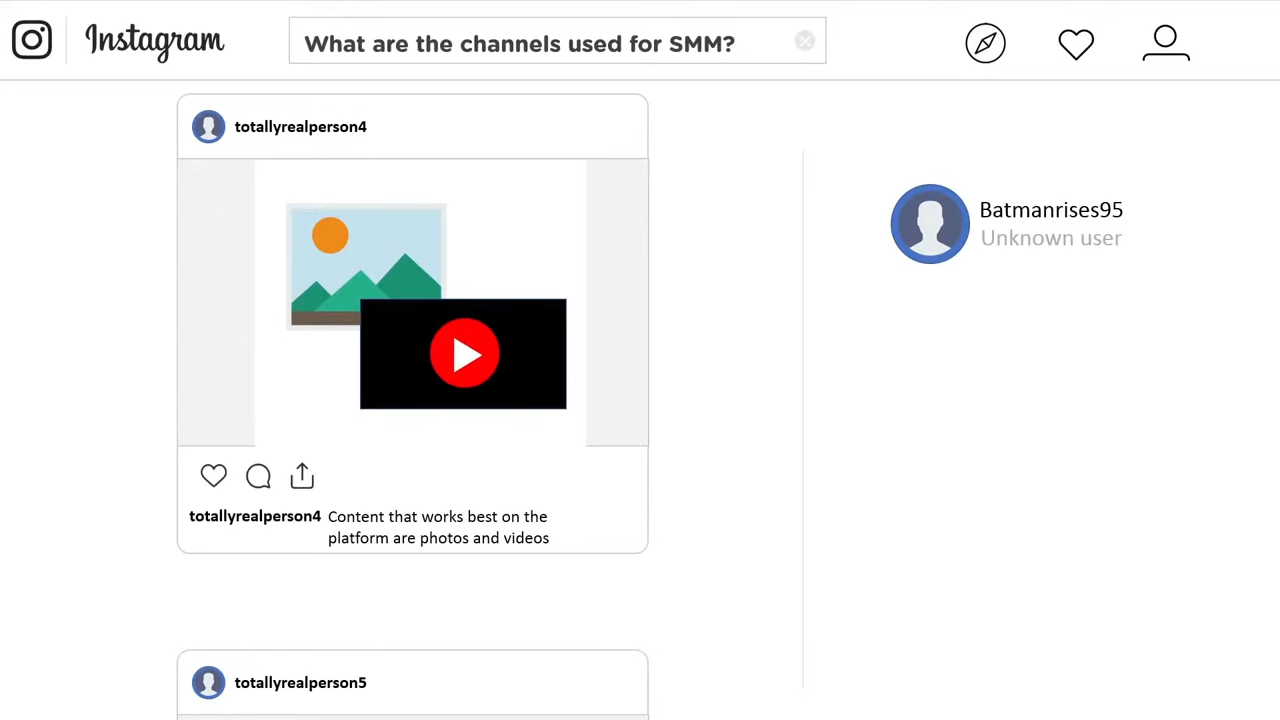 Instagram
What are the channels used for SMM?
totallyrealperson4
Batmanrises95
Unknown user
totallyrealperson4 Content that works best on the
platform are photos and videos
totallyrealperson5